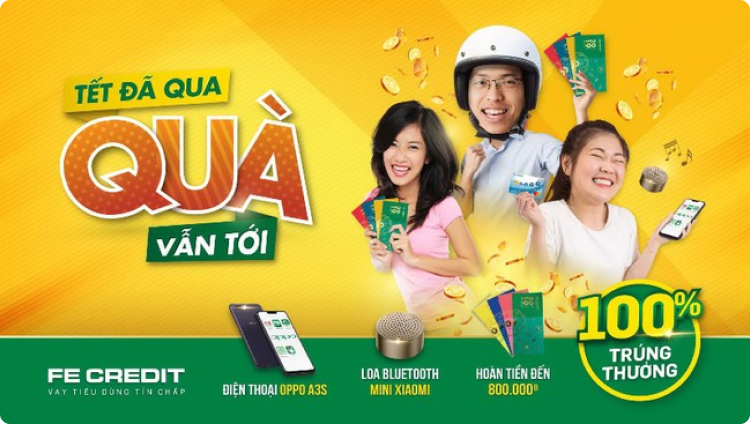 TẾT ĐÃ QUA
QUÀ
VẪN TỚI
FE CREDIT
VAY TIÊU DÙNG TÍN CHẤP
ĐIỆN THOẠI OPPO A3S
LOA BLUETOOTH
MINI XIAOMI
HOÀN TIỀN ĐẾN
800.000Đ
100%
TRÚNG
THƯỞNG